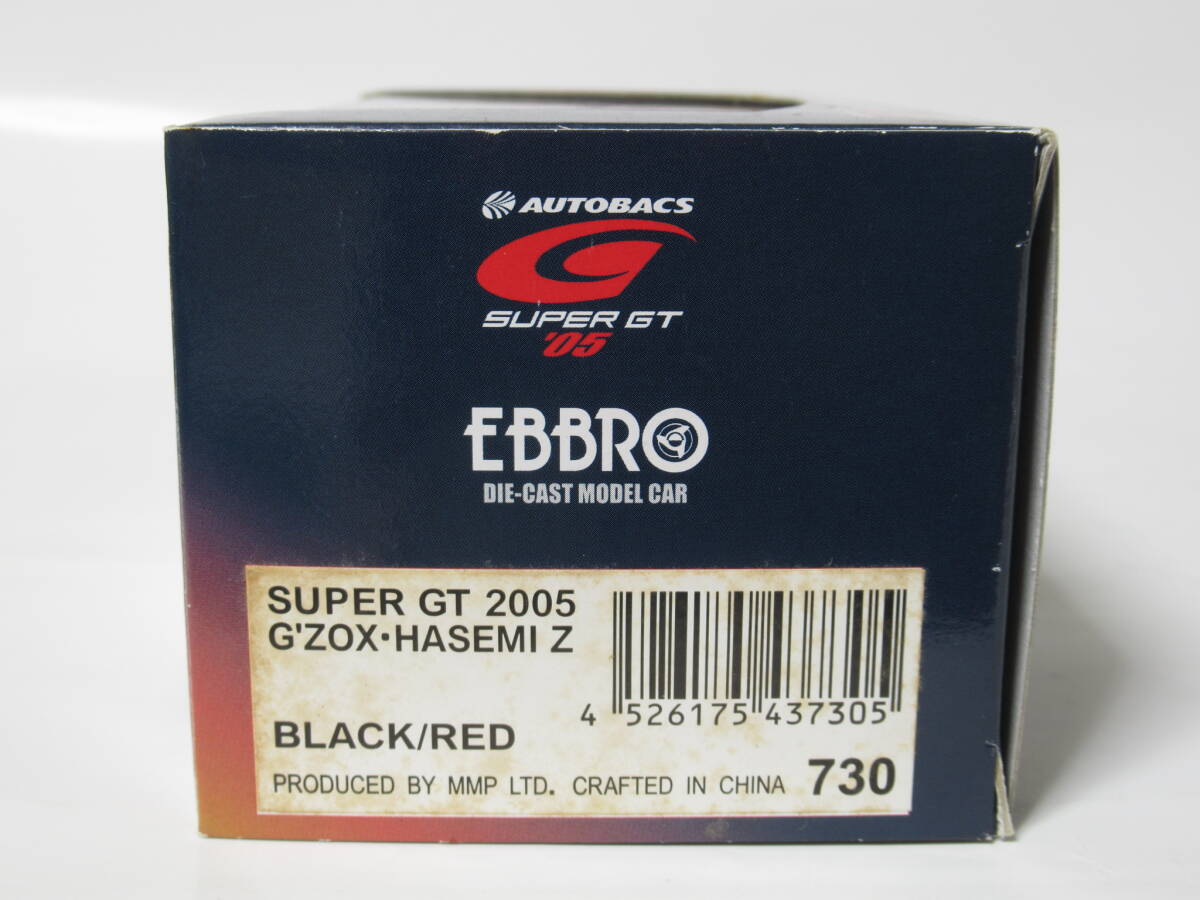 AUTOBACS
SUPER GT
'05
EBBRO
DIE-CAST MODEL CAR
SUPER GT 2005
G'ZOX・HASEMI Z
4 526175 437305
BLACK/RED
PRODUCED BY MMP LTD. CRAFTED IN CHINA 730